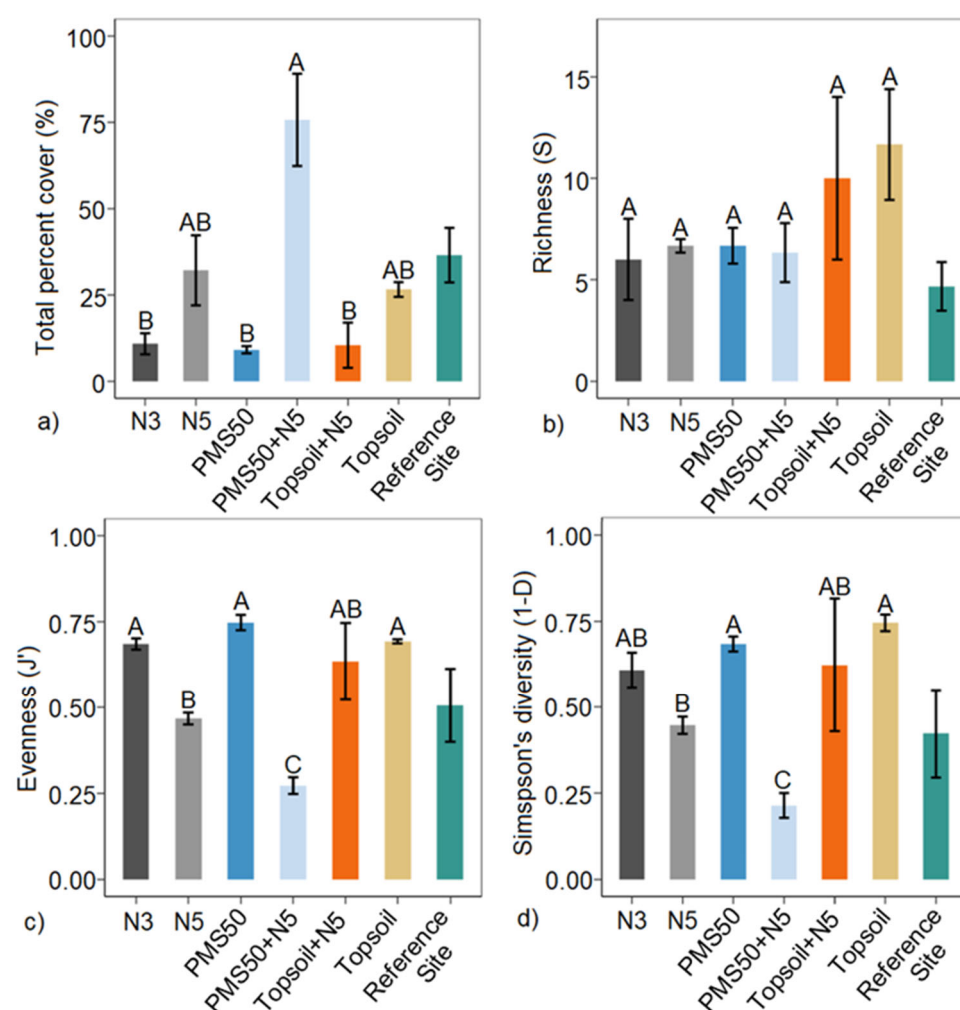 Total percent cover (%)
100
75
50
25
0
B
AB
B
A
B
AB
N3
N5
PMS50
PMS50+N5
Topsoil+N5
Topsoil
Reference
Site
a)
Richness (S)
15
10
5
0
A
A
A
A
A
A
N3
N5
PMS50
PMS50+N5
Topsoil+N5
Topsoil
Reference
Site
b)
Evenness (J')
1.00
0.75
0.50
0.25
0.00
A
B
A
C
AB
A
N3
N5
PMS50
PMS50+N5
Topsoil+N5
Topsoil
Reference
Site
c)
Simspson's diversity (1-D)
1.00
0.75
0.50
0.25
0.00
AB
B
A
C
AB
A
N3
N5
PMS50
PMS50+N5
Topsoil+N5
Topsoil
Reference
Site
d)